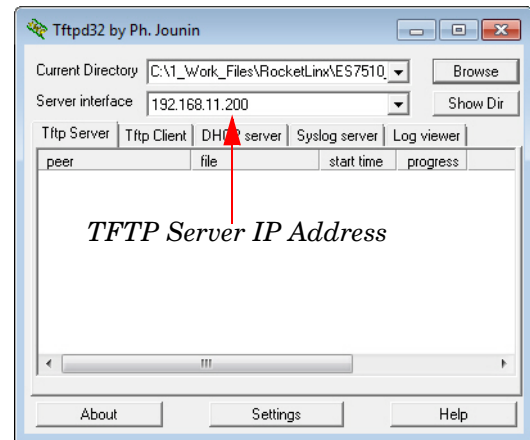 Tftpd32 by Ph. Jounin
Current Directory C:\1_Work_Files\RocketLinx\ES7510_ Browse
Server interface 192.168.11.200 Show Dir
Tftp Server Tftp Client DHCP server Syslog server Log viewer
peer file start time progress
TFTP Server IP Address
About Settings Help